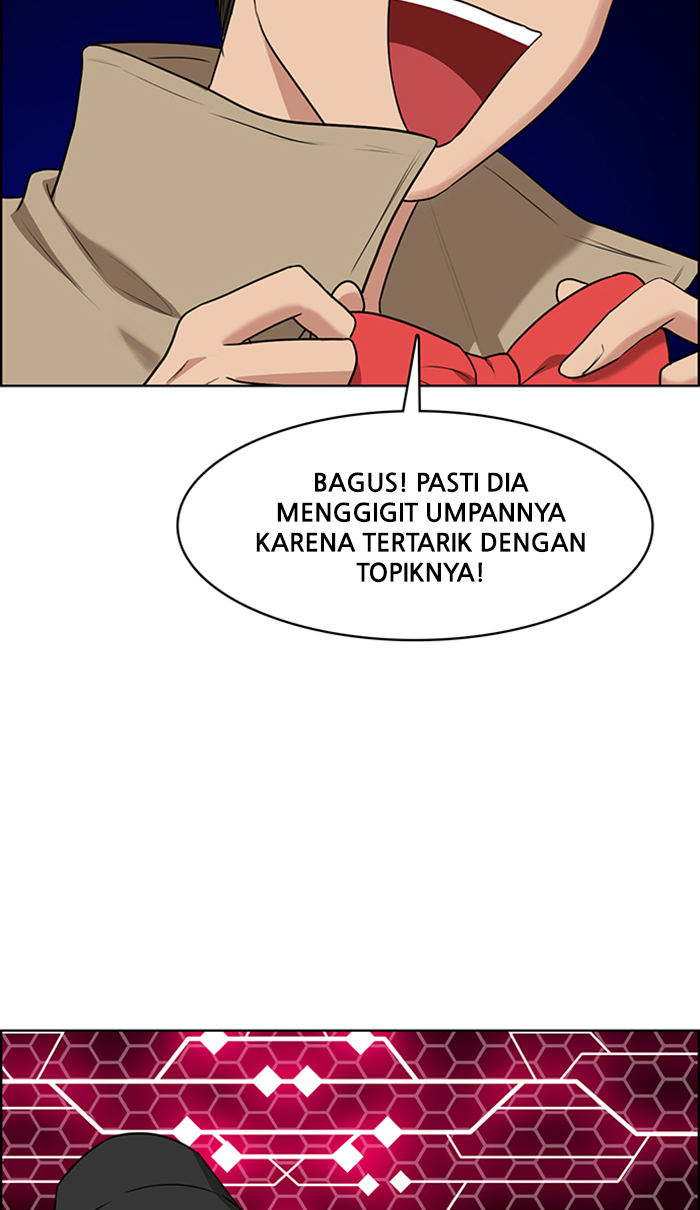 BAGUS! PASTI DIA
MENGGIGIT UMPANNYA
KARENA TERTARIK DENGAN
TOPIKNYA!